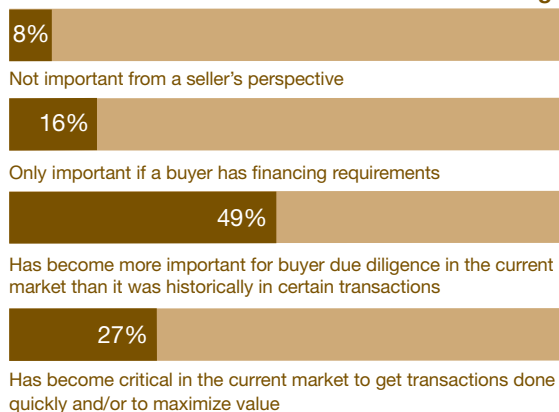 8%
Not important from a seller’s perspective
16%
Only important if a buyer has financing requirements
49%
Has become more important for buyer due diligence in the current
market than it was historically in certain transactions
27%
Has become critical in the current market to get transactions done
quickly and/or to maximize value